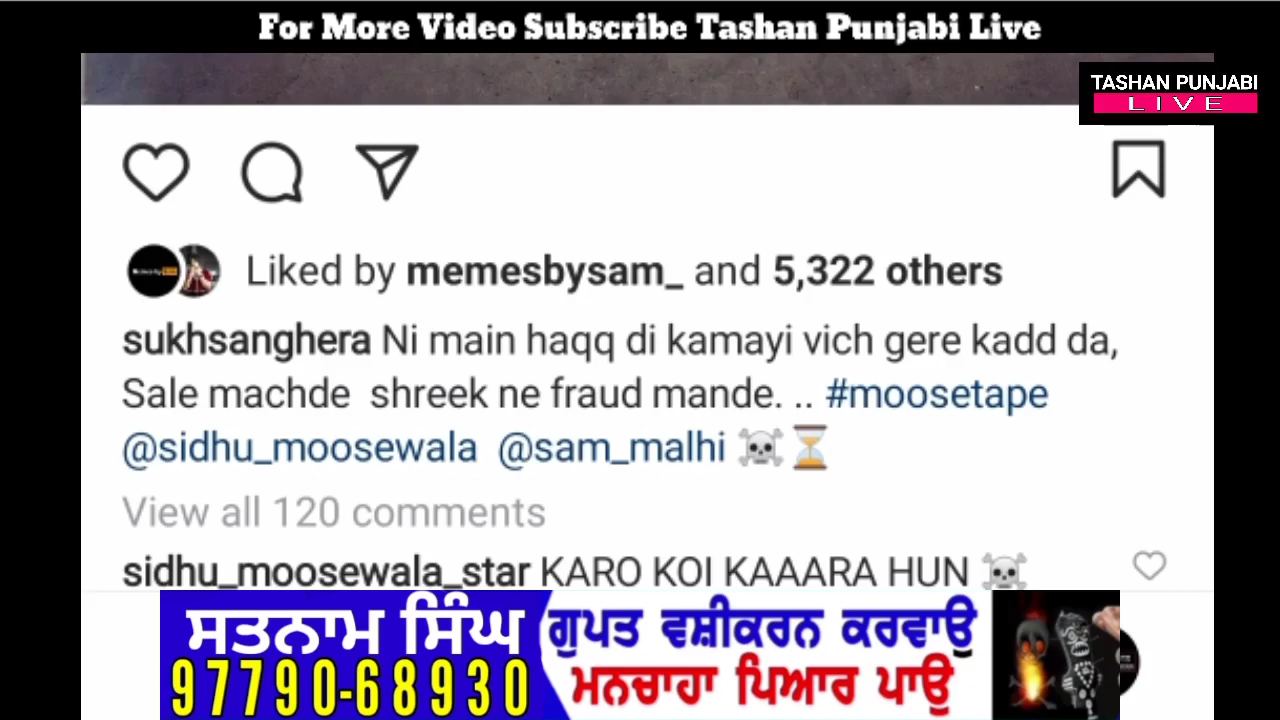 For More Video Subscribe Tashan Punjabi Live
TASHAN PUNJABI
LIVE
Liked by memesbysam_ and 5,322 others
sukhsanghera Ni main haqq di kamayi vich gere kadd da,
Sale machde shreek ne fraud mande. .. #moosetape
@sidhu_moosewala @sam_malhi ☠️⏳
View all 120 comments
sidhu_moosewala_star KARO KOI KAAARA HUN ☠️
ਸਤਨਾਮ ਸਿੰਘ
97790-68930
ਗੁਪਤ ਵਸ਼ੀਕਰਨ ਕਰਵਾਉ
ਮਨਚਾਹਾ ਪਿਆਰ ਪਾਉ